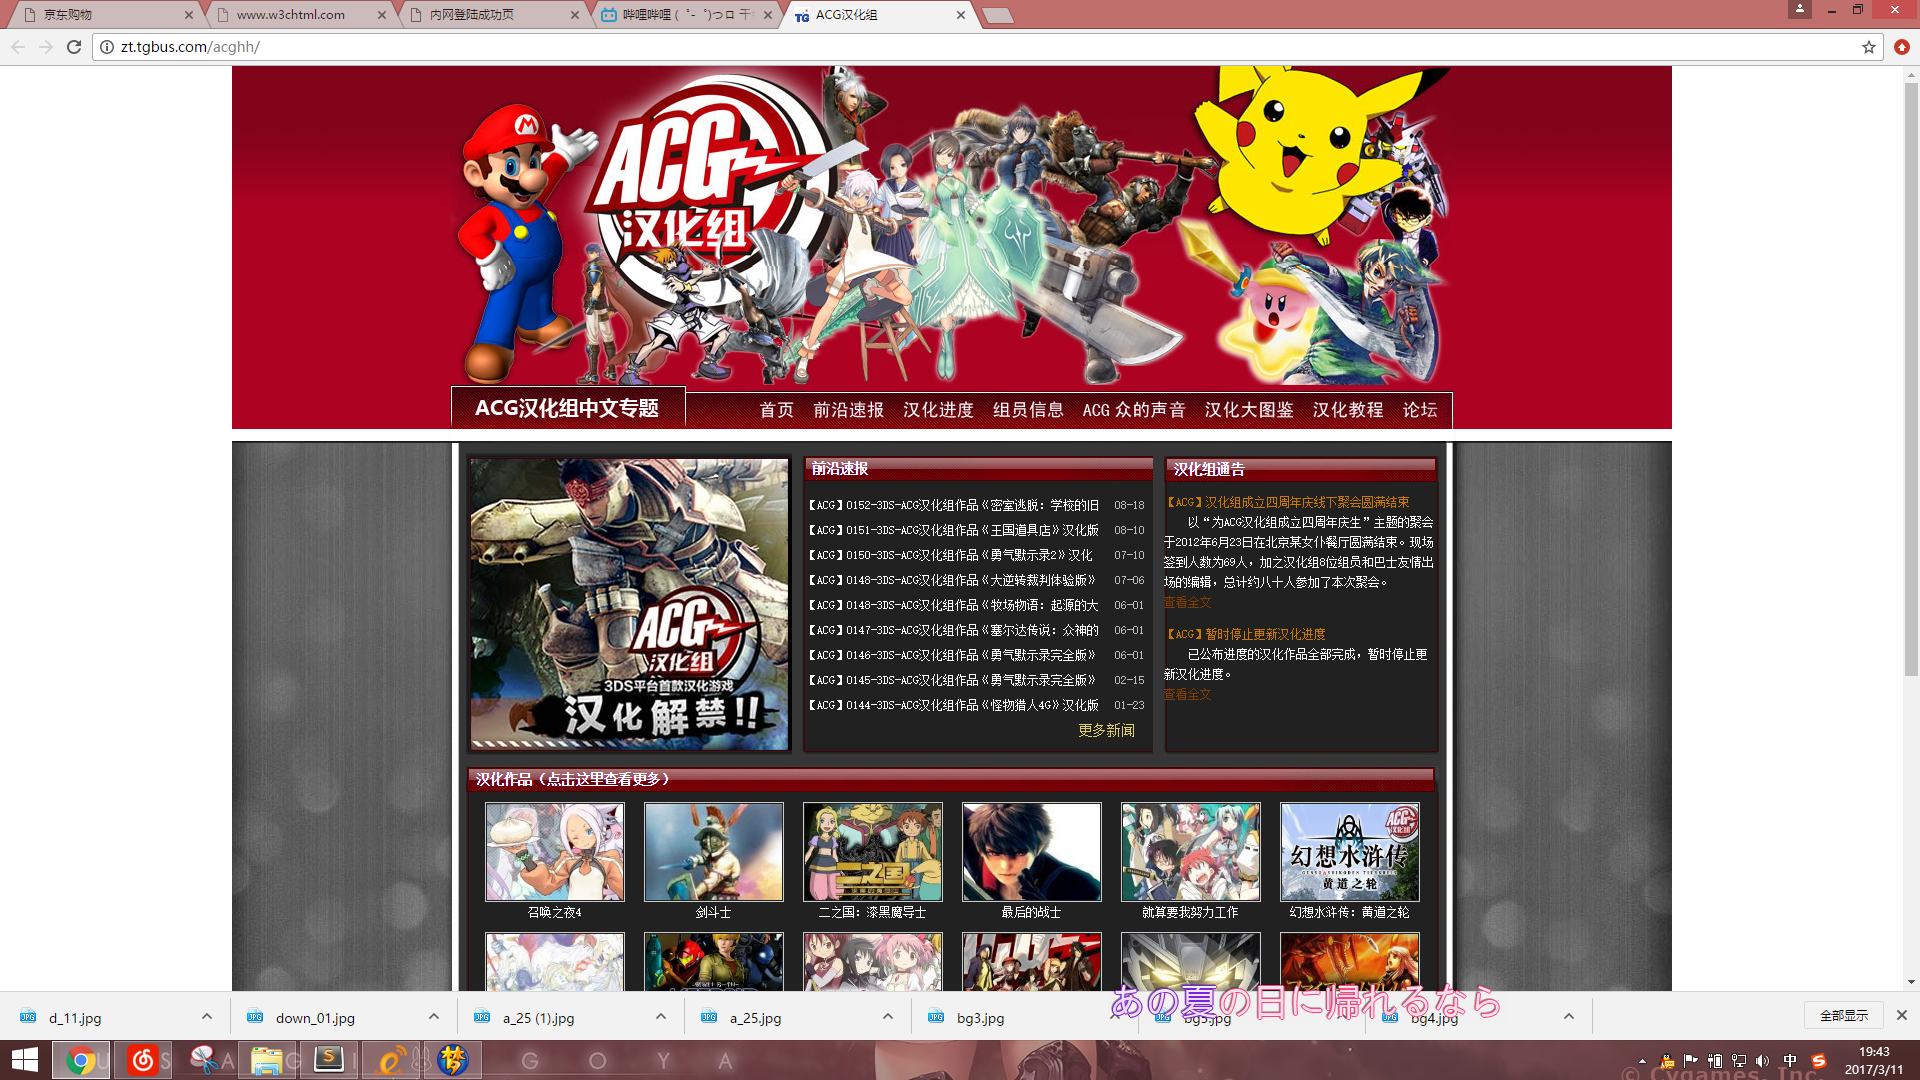 京东购物
www.w3chtml.com
内网登陆成功页
哔哩哔哩 ( ゜- ゜)つロ 干
ACG汉化组
zt.tgbus.com/acghh/
ACG
汉化组
ACG汉化组中文专题
首页 前沿速报 汉化进度 组员信息 ACG 众的声音 汉化大图鉴 汉化教程 论坛
ACG
汉化组
3DS平台首款汉化游戏
汉化解禁!!
前沿速报
【ACG】0152-3DS-ACG汉化组作品《密室逃脱：学校的旧 08-18
【ACG】0151-3DS-ACG汉化组作品《王国道具店》汉化版 08-10
【ACG】0150-3DS-ACG汉化组作品《勇气默示录2》汉化 07-10
【ACG】0148-3DS-ACG汉化组作品《大逆转裁判体验版》 07-06
【ACG】0148-3DS-ACG汉化组作品《牧场物语：起源的大 06-01
【ACG】0147-3DS-ACG汉化组作品《塞尔达传说：众神的 06-01
【ACG】0146-3DS-ACG汉化组作品《勇气默示录完全版》 06-01
【ACG】0145-3DS-ACG汉化组作品《勇气默示录完全版》 02-15
【ACG】0144-3DS-ACG汉化组作品《怪物猎人4G》汉化版 01-23
更多新闻
汉化组通告
【ACG】汉化组成立四周年庆线下聚会圆满结束
以“为ACG汉化组成立四周年庆生”主题的聚会
于2012年6月23日在北京某女仆餐厅圆满结束。现场
签到人数为69人，加之汉化组8位组员和巴士友情出
场的编辑，总计约八十人参加了本次聚会。
查看全文
【ACG】暂时停止更新汉化进度
已公布进度的汉化作品全部完成，暂时停止更
新汉化进度。
查看全文
汉化作品（点击这里查看更多）
二之国
ACG
汉化组
幻想水浒传
黄道之轮
召唤之夜4
剑斗士
二之国：漆黑魔导士
最后的战士
就算要我努力工作
幻想水浒传：黄道之轮
あの夏の日に帰れるなら
d_11.jpg
down_01.jpg
a_25 (1).jpg
a_25.jpg
bg3.jpg
bg4.jpg
全部显示
U S A G I G O Y A
中
19:43
2017/3/11
© Cygames, Inc.